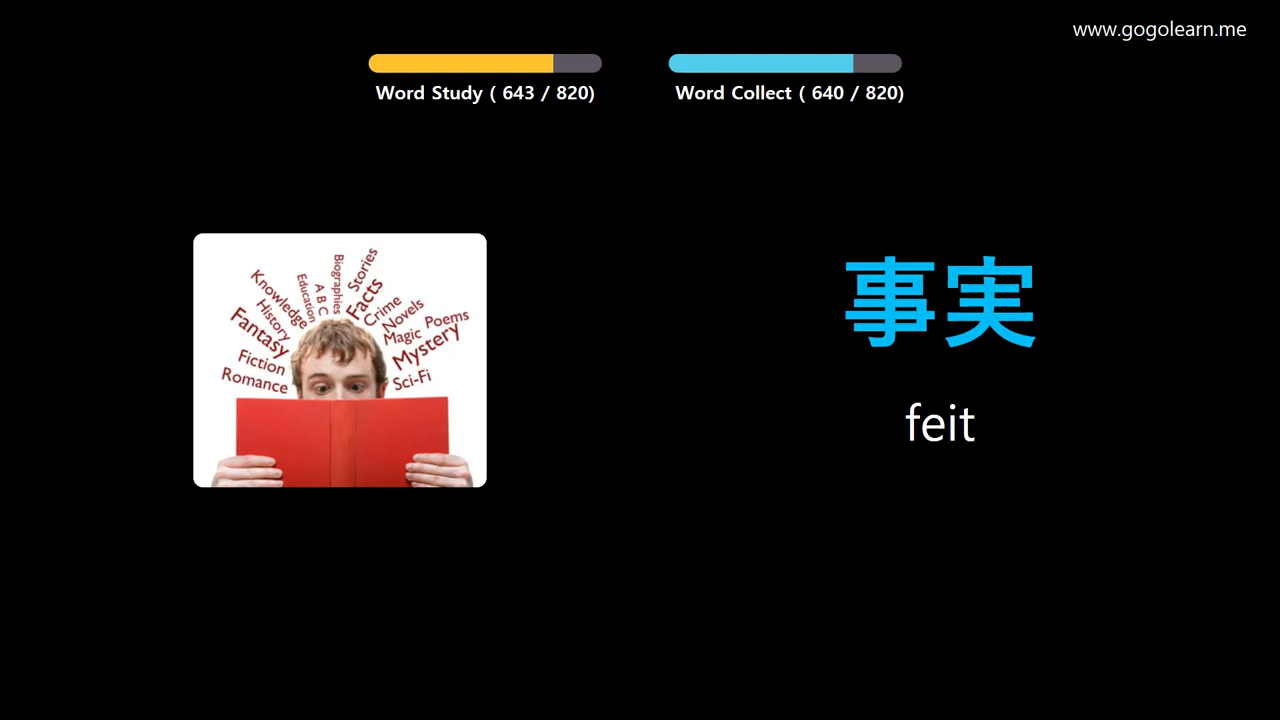 www.gogolearn.me
Word Study ( 643 / 820)
Word Collect ( 640 / 820)
Knowledge
History
Fantasy
Fiction
Romance
Education
A B C
Biographies
Stories
Facts
Crime
Novels
Magic
Poems
Mystery
Sci-Fi
事実
feit